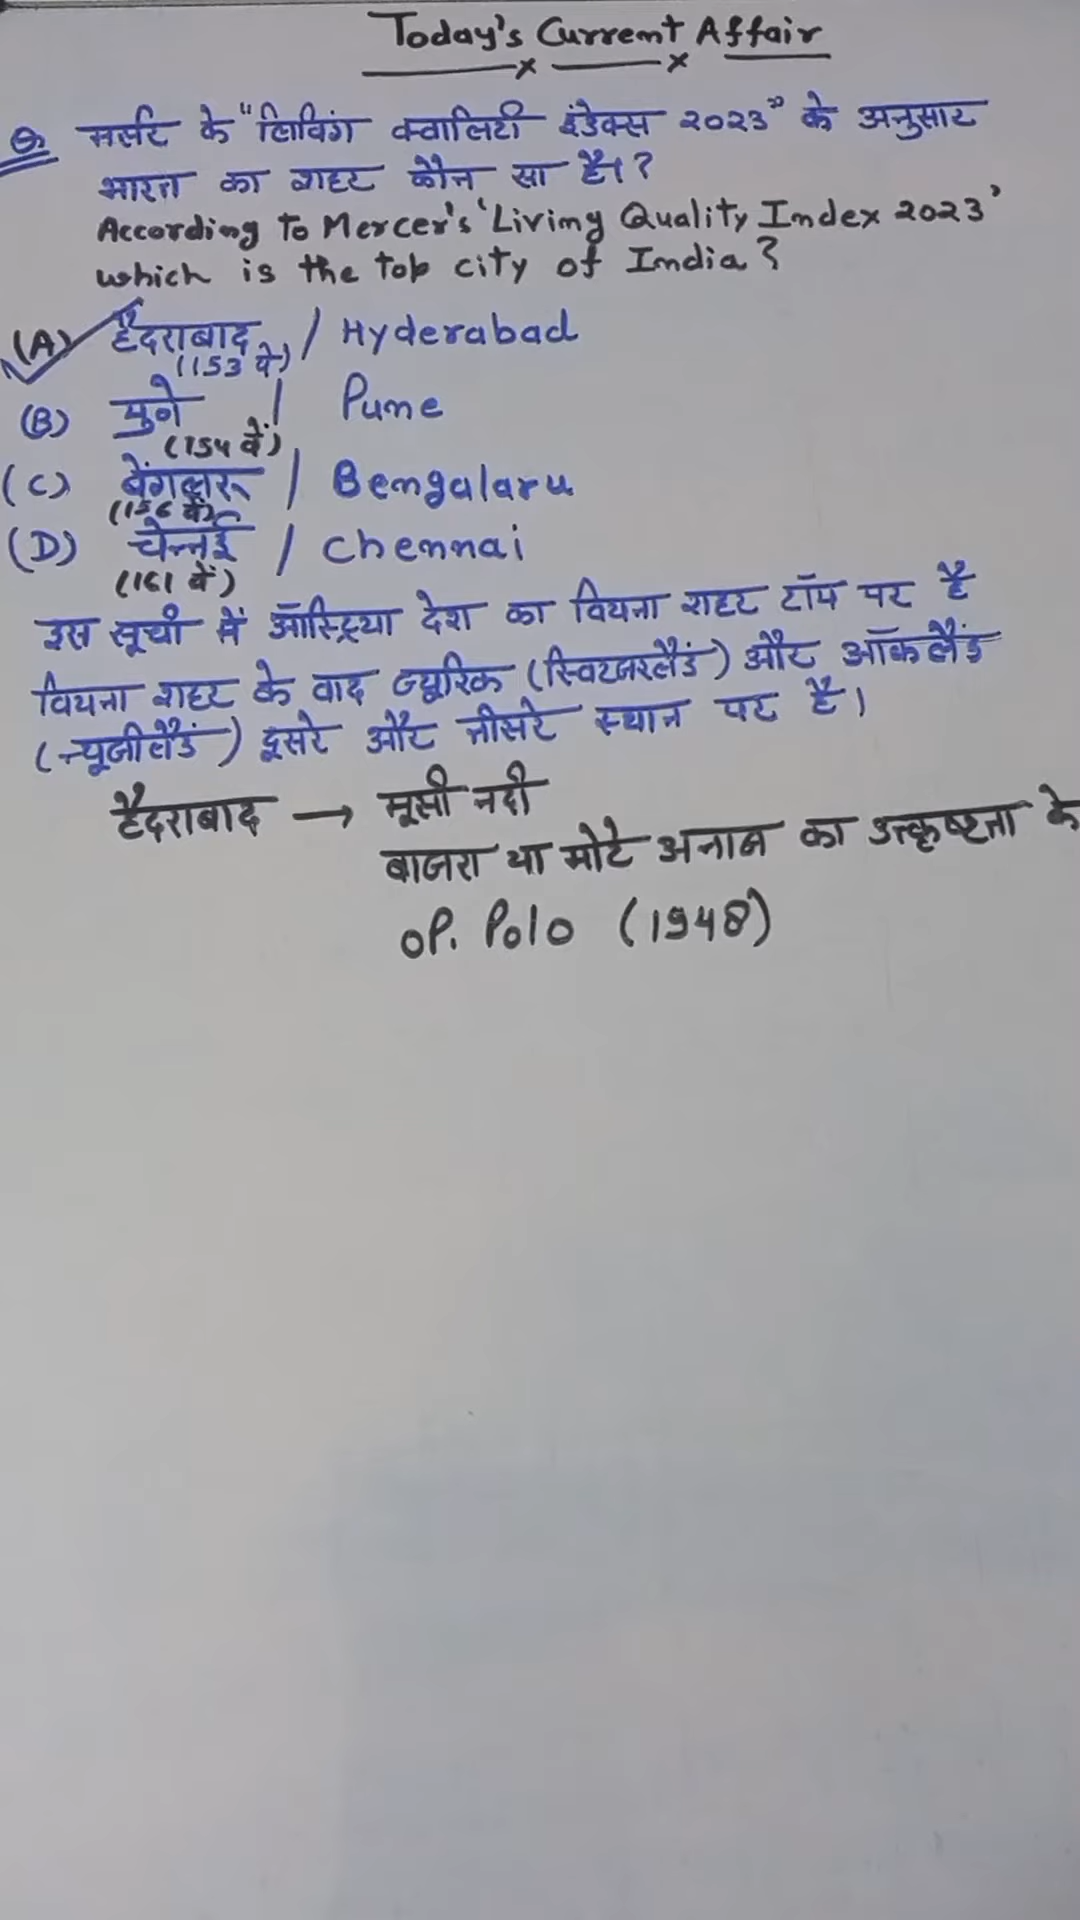 Today's Current Affair
Q. मर्सर के "लिविंग क्वालिटी इंडेक्स 2023" के अनुसार
भारत का शहर कौन सा है।?
According To Mercer's 'Living Quality Index 2023'
which is the top city of India?
(A) हैदराबाद / Hyderabad
(153 वें)
(B) पुणे / Pune
(154 वें)
(C) बेंगलुरू / Bengalaru
(156 वें)
(D) चेन्नई / Chennai
(161 वें)
इस सूची में ऑस्ट्रिया देश का वियना शहर टॉप पर है
वियना शहर के बाद ज्यूरिक (स्विटजरलैंड) और ऑकलैंड
(न्यूजीलैंड) दूसरे और तीसरे स्थान पर है।
हैदराबाद → मूसी नदी
बाजरा या मोटे अनाज का उत्कृष्टता के
OP. Polo (1948)